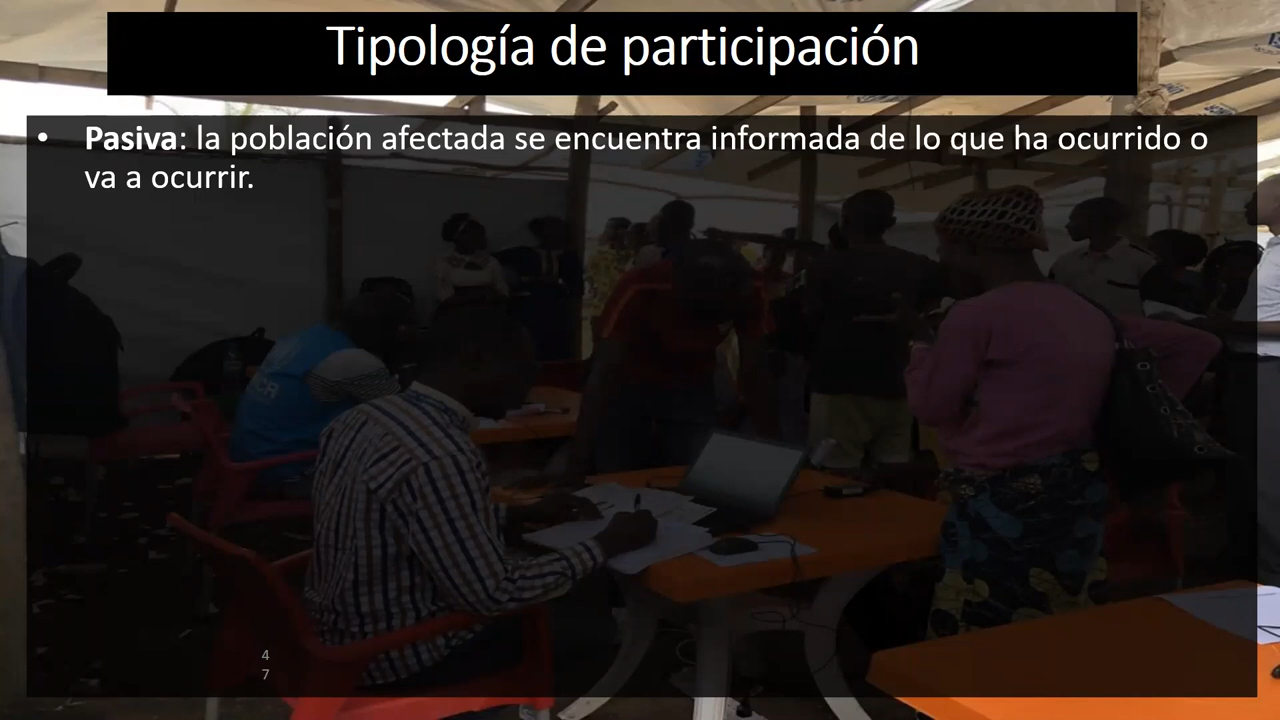 Tipología de participación
• Pasiva: la población afectada se encuentra informada de lo que ha ocurrido o
va a ocurrir.
4
7